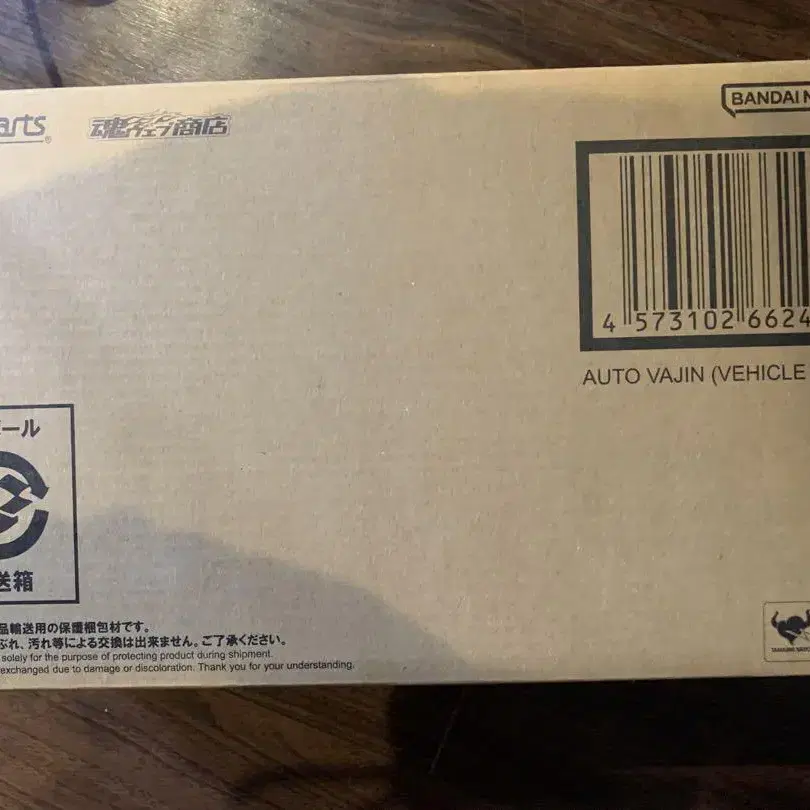 arts
魂ウェブ商店
BANDAI N
4 573102 6624
AUTO VAJIN (VEHICLE
ール
送箱
品輸送用の保護梱包材です。
ぶれ、汚れ等による交換は出来ません。ご了承ください。
solely for the purpose of protecting product during shipment.
exchanged due to damage or discoloration. Thank you for your understanding.